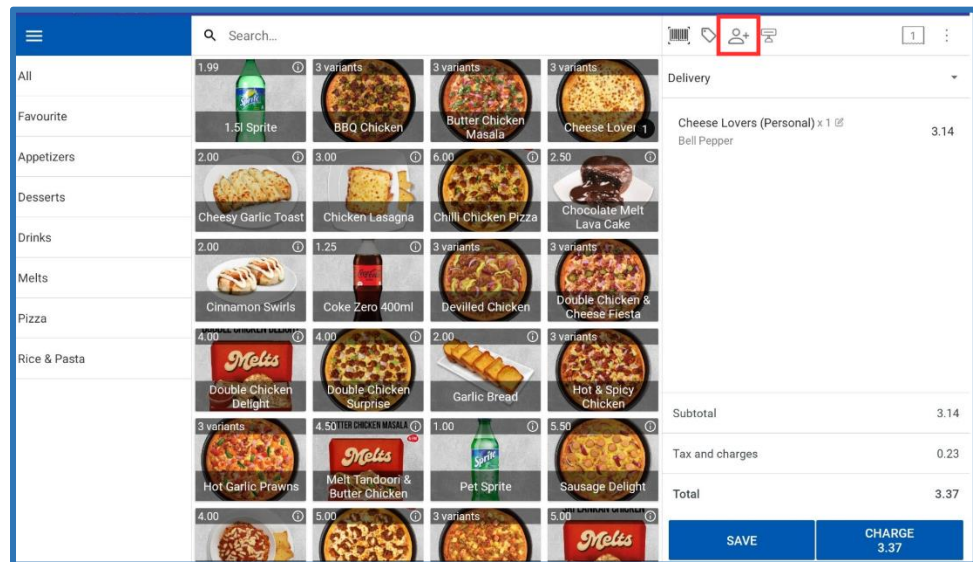 Search...
1
All
Favourite
Appetizers
Desserts
Drinks
Melts
Pizza
Rice & Pasta
1.99
1.5l Sprite
3 variants
BBQ Chicken
3 variants
Butter Chicken
Masala
3 variants
Cheese Lover
1
2.00
Cheesy Garlic Toast
3.00
Chicken Lasagna
6.00
Chilli Chicken Pizza
2.50
Chocolate Melt
Lava Cake
2.00
Cinnamon Swirls
1.25
Coke Zero 400ml
3 variants
Devilled Chicken
3 variants
Double Chicken &
Cheese Fiesta
4.00
Melts
Double Chicken
Delight
4.00
Double Chicken
Surprise
2.00
Garlic Bread
3 variants
Hot & Spicy
Chicken
3 variants
Hot Garlic Prawns
4.50
Melts
Melt Tandoori &
Butter Chicken
1.00
Sprite
Pet Sprite
5.50
Sausage Delight
4.00
5.00
3 variants
5.00
Melts
Delivery
Cheese Lovers (Personal) x 1 3.14
Bell Pepper
Subtotal 3.14
Tax and charges 0.23
Total 3.37
SAVE
CHARGE
3.37